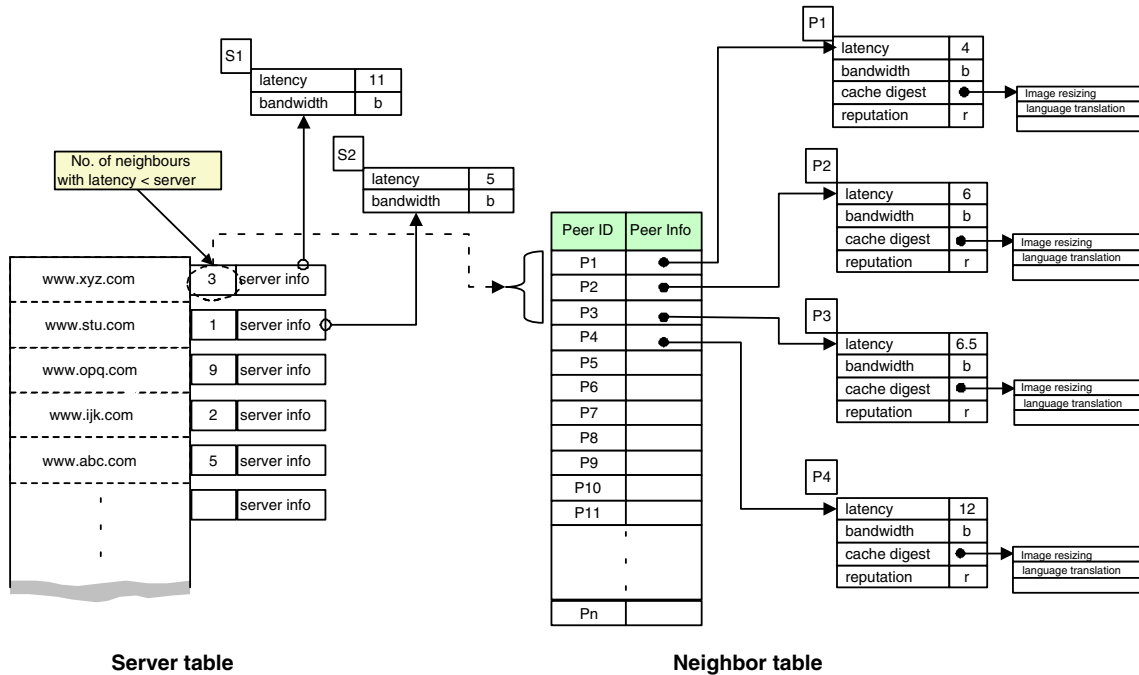 S1
latency 11
bandwidth b
S2
latency 5
bandwidth b
No. of neighbours
with latency < server
www.xyz.com 3 server info
www.stu.com 1 server info
www.opq.com 9 server info
www.ijk.com 2 server info
www.abc.com 5 server info
server info
Server table
Peer ID Peer Info
P1
P2
P3
P4
P5
P6
P7
P8
P9
P10
P11
Pn
Neighbor table
P1
latency 4
bandwidth b
cache digest
reputation r
Image resizing
language translation
P2
latency 6
bandwidth b
cache digest
reputation r
Image resizing
language translation
P3
latency 6.5
bandwidth b
cache digest
reputation r
Image resizing
language translation
P4
latency 12
bandwidth b
cache digest
reputation r
Image resizing
language translation